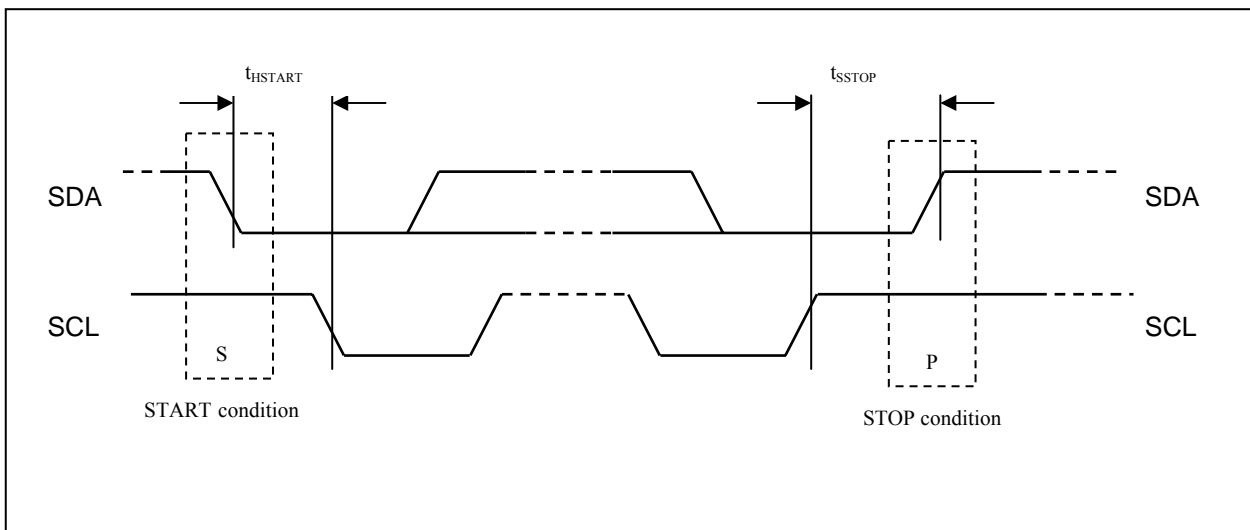 tHSTART
tSSTOP
SDA
SDA
SCL
SCL
S
P
START condition
STOP condition